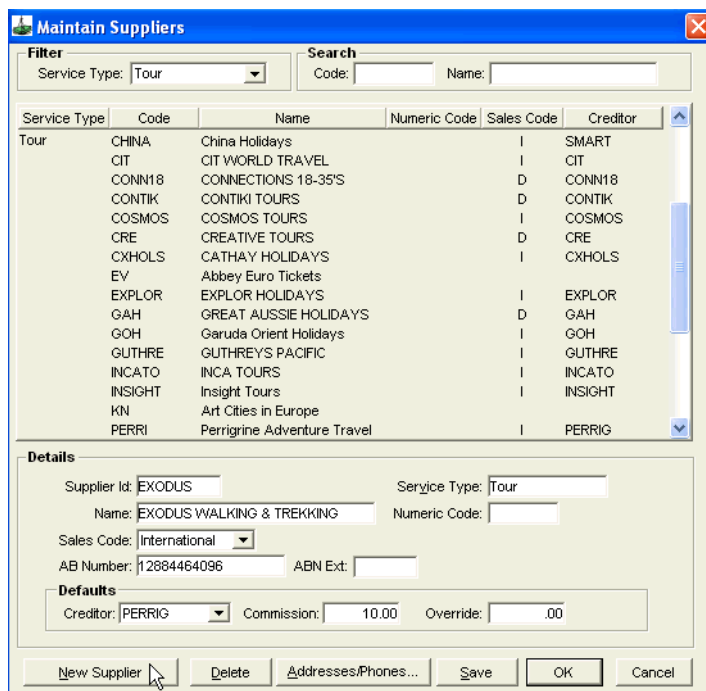 Maintain Suppliers
Filter
Service Type: Tour
Search
Code: Name:
Service Type Code Name Numeric Code Sales Code Creditor
Tour CHINA China Holidays I SMART
CIT CIT WORLD TRAVEL I CIT
CONN18 CONNECTIONS 18-35'S D CONN18
CONTIK CONTIKI TOURS D CONTIK
COSMOS COSMOS TOURS I COSMOS
CRE CREATIVE TOURS D CRE
CXHOLS CATHAY HOLIDAYS I CXHOLS
EV Abbey Euro Tickets
EXPLOR EXPLOR HOLIDAYS I EXPLOR
GAH GREAT AUSSIE HOLIDAYS D GAH
GOH Garuda Orient Holidays I GOH
GUTHRE GUTHREYS PACIFIC I GUTHRE
INCATO INCA TOURS I INCATO
INSIGHT Insight Tours I INSIGHT
KN Art Cities in Europe
PERRI Perrigrine Adventure Travel I PERRIG
Details
Supplier Id: EXODUS Service Type: Tour
Name: EXODUS WALKING & TREKKING Numeric Code:
Sales Code: International
AB Number: 12884464096 ABN Ext:
Defaults
Creditor: PERRIG Commission: 10.00 Override: .00
New Supplier Delete Addresses/Phones... Save OK Cancel